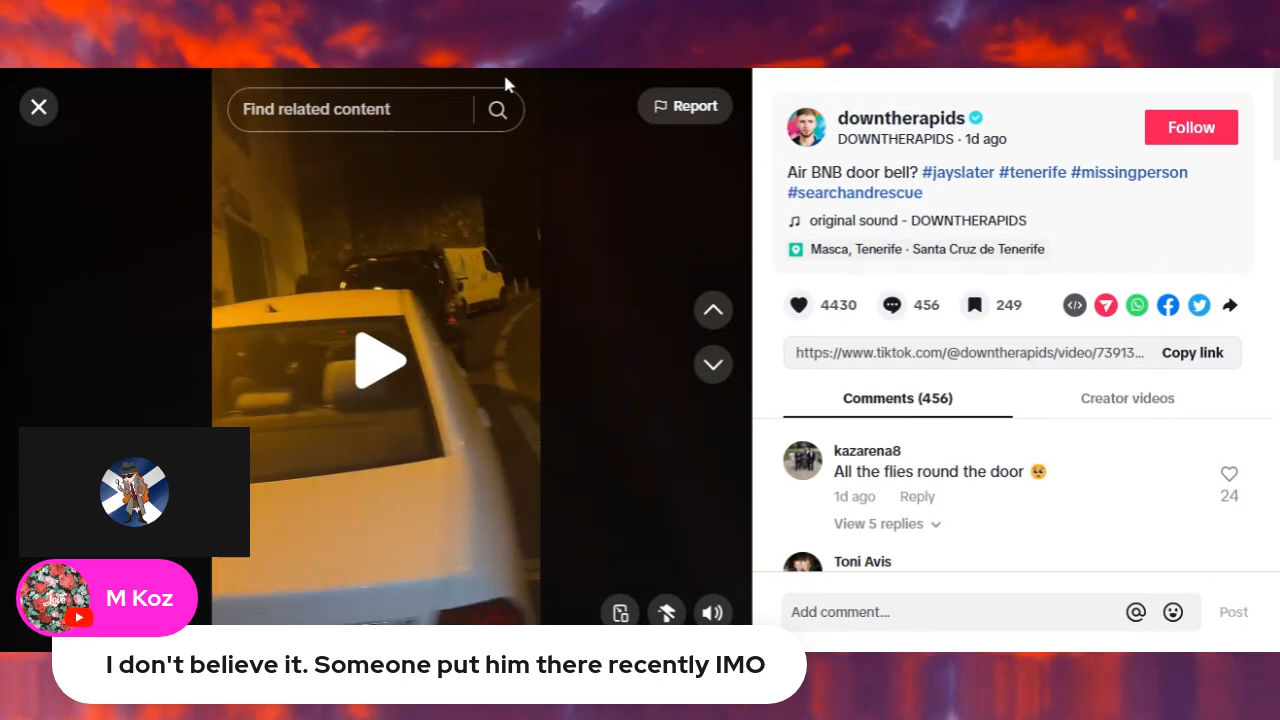 Find related content
Report
downtherapids
DOWNTHERAPIDS · 1d ago
Follow
Air BNB door bell? #jayslater #tenerife #missingperson
#searchandrescue
original sound - DOWNTHERAPIDS
Masca, Tenerife · Santa Cruz de Tenerife
4430
456
249
https://www.tiktok.com/@downtherapids/video/73913...
Copy link
Comments (456)
Creator videos
kazarena8
All the flies round the door 🥺
1d ago
Reply
24
View 5 replies
Toni Avis
Add comment...
Post
Love
M Koz
I don't believe it. Someone put him there recently IMO